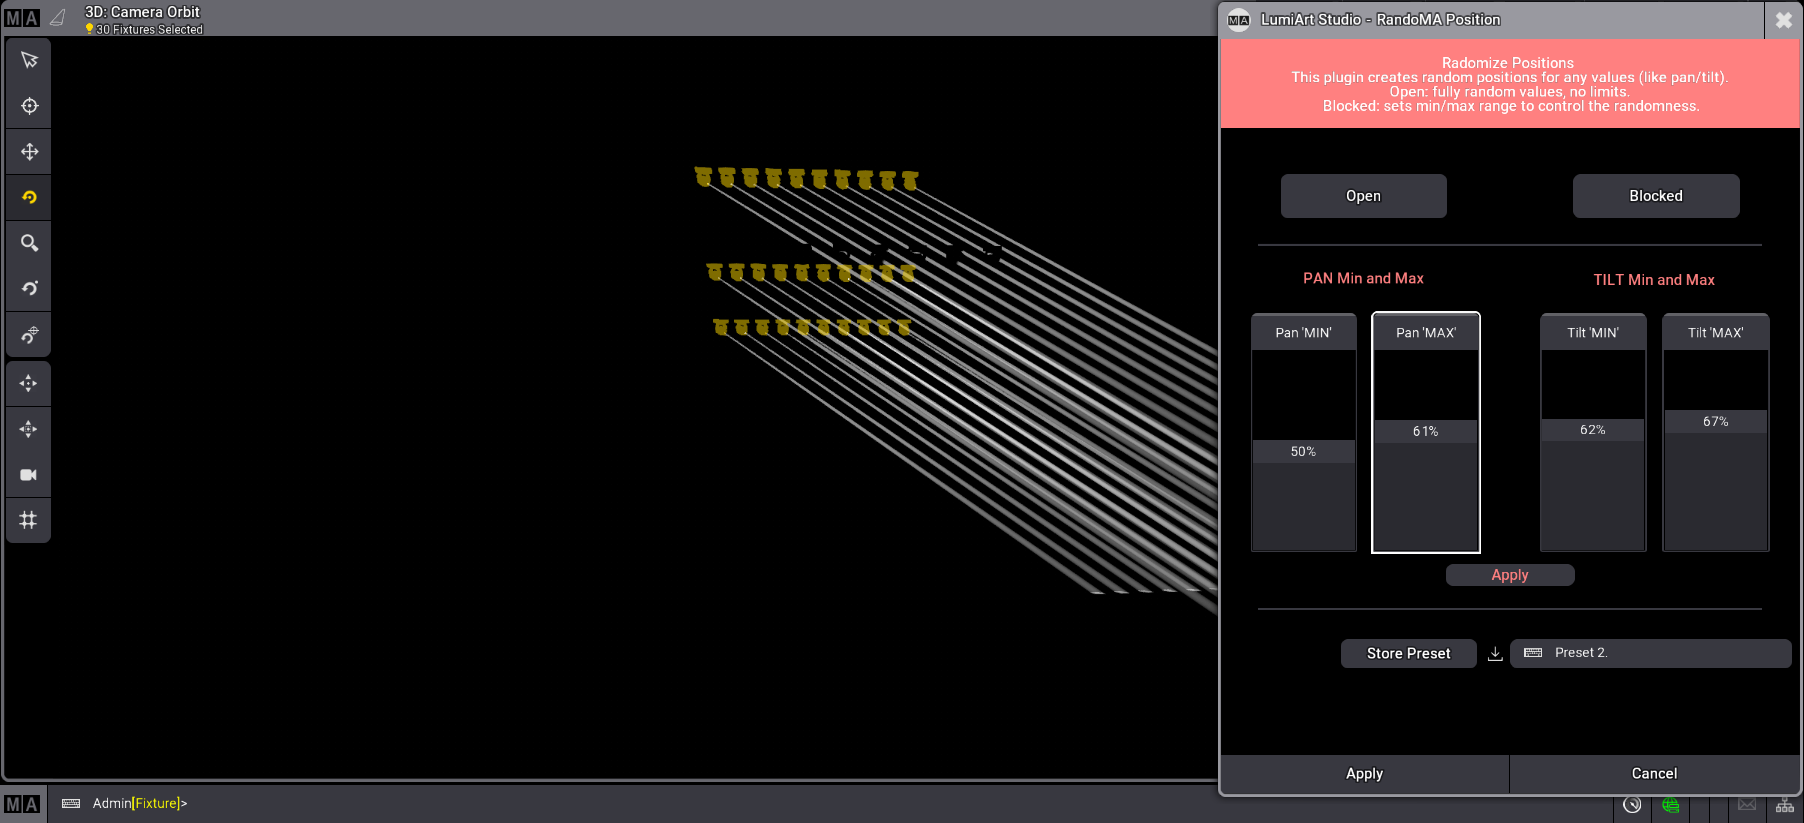 MA
3D: Camera Orbit
30 Fixtures Selected
MA
LumiArt Studio - RandoMA Position
Radomize Positions
This plugin creates random positions for any values (like pan/tilt).
Open: fully random values, no limits.
Blocked: sets min/max range to control the randomness.
Open
Blocked
PAN Min and Max
TILT Min and Max
Pan 'MIN'
Pan 'MAX'
Tilt 'MIN'
Tilt 'MAX'
50%
61%
62%
67%
Apply
Store Preset
Preset 2.
Apply
Cancel
MA
Admin[Fixture]>